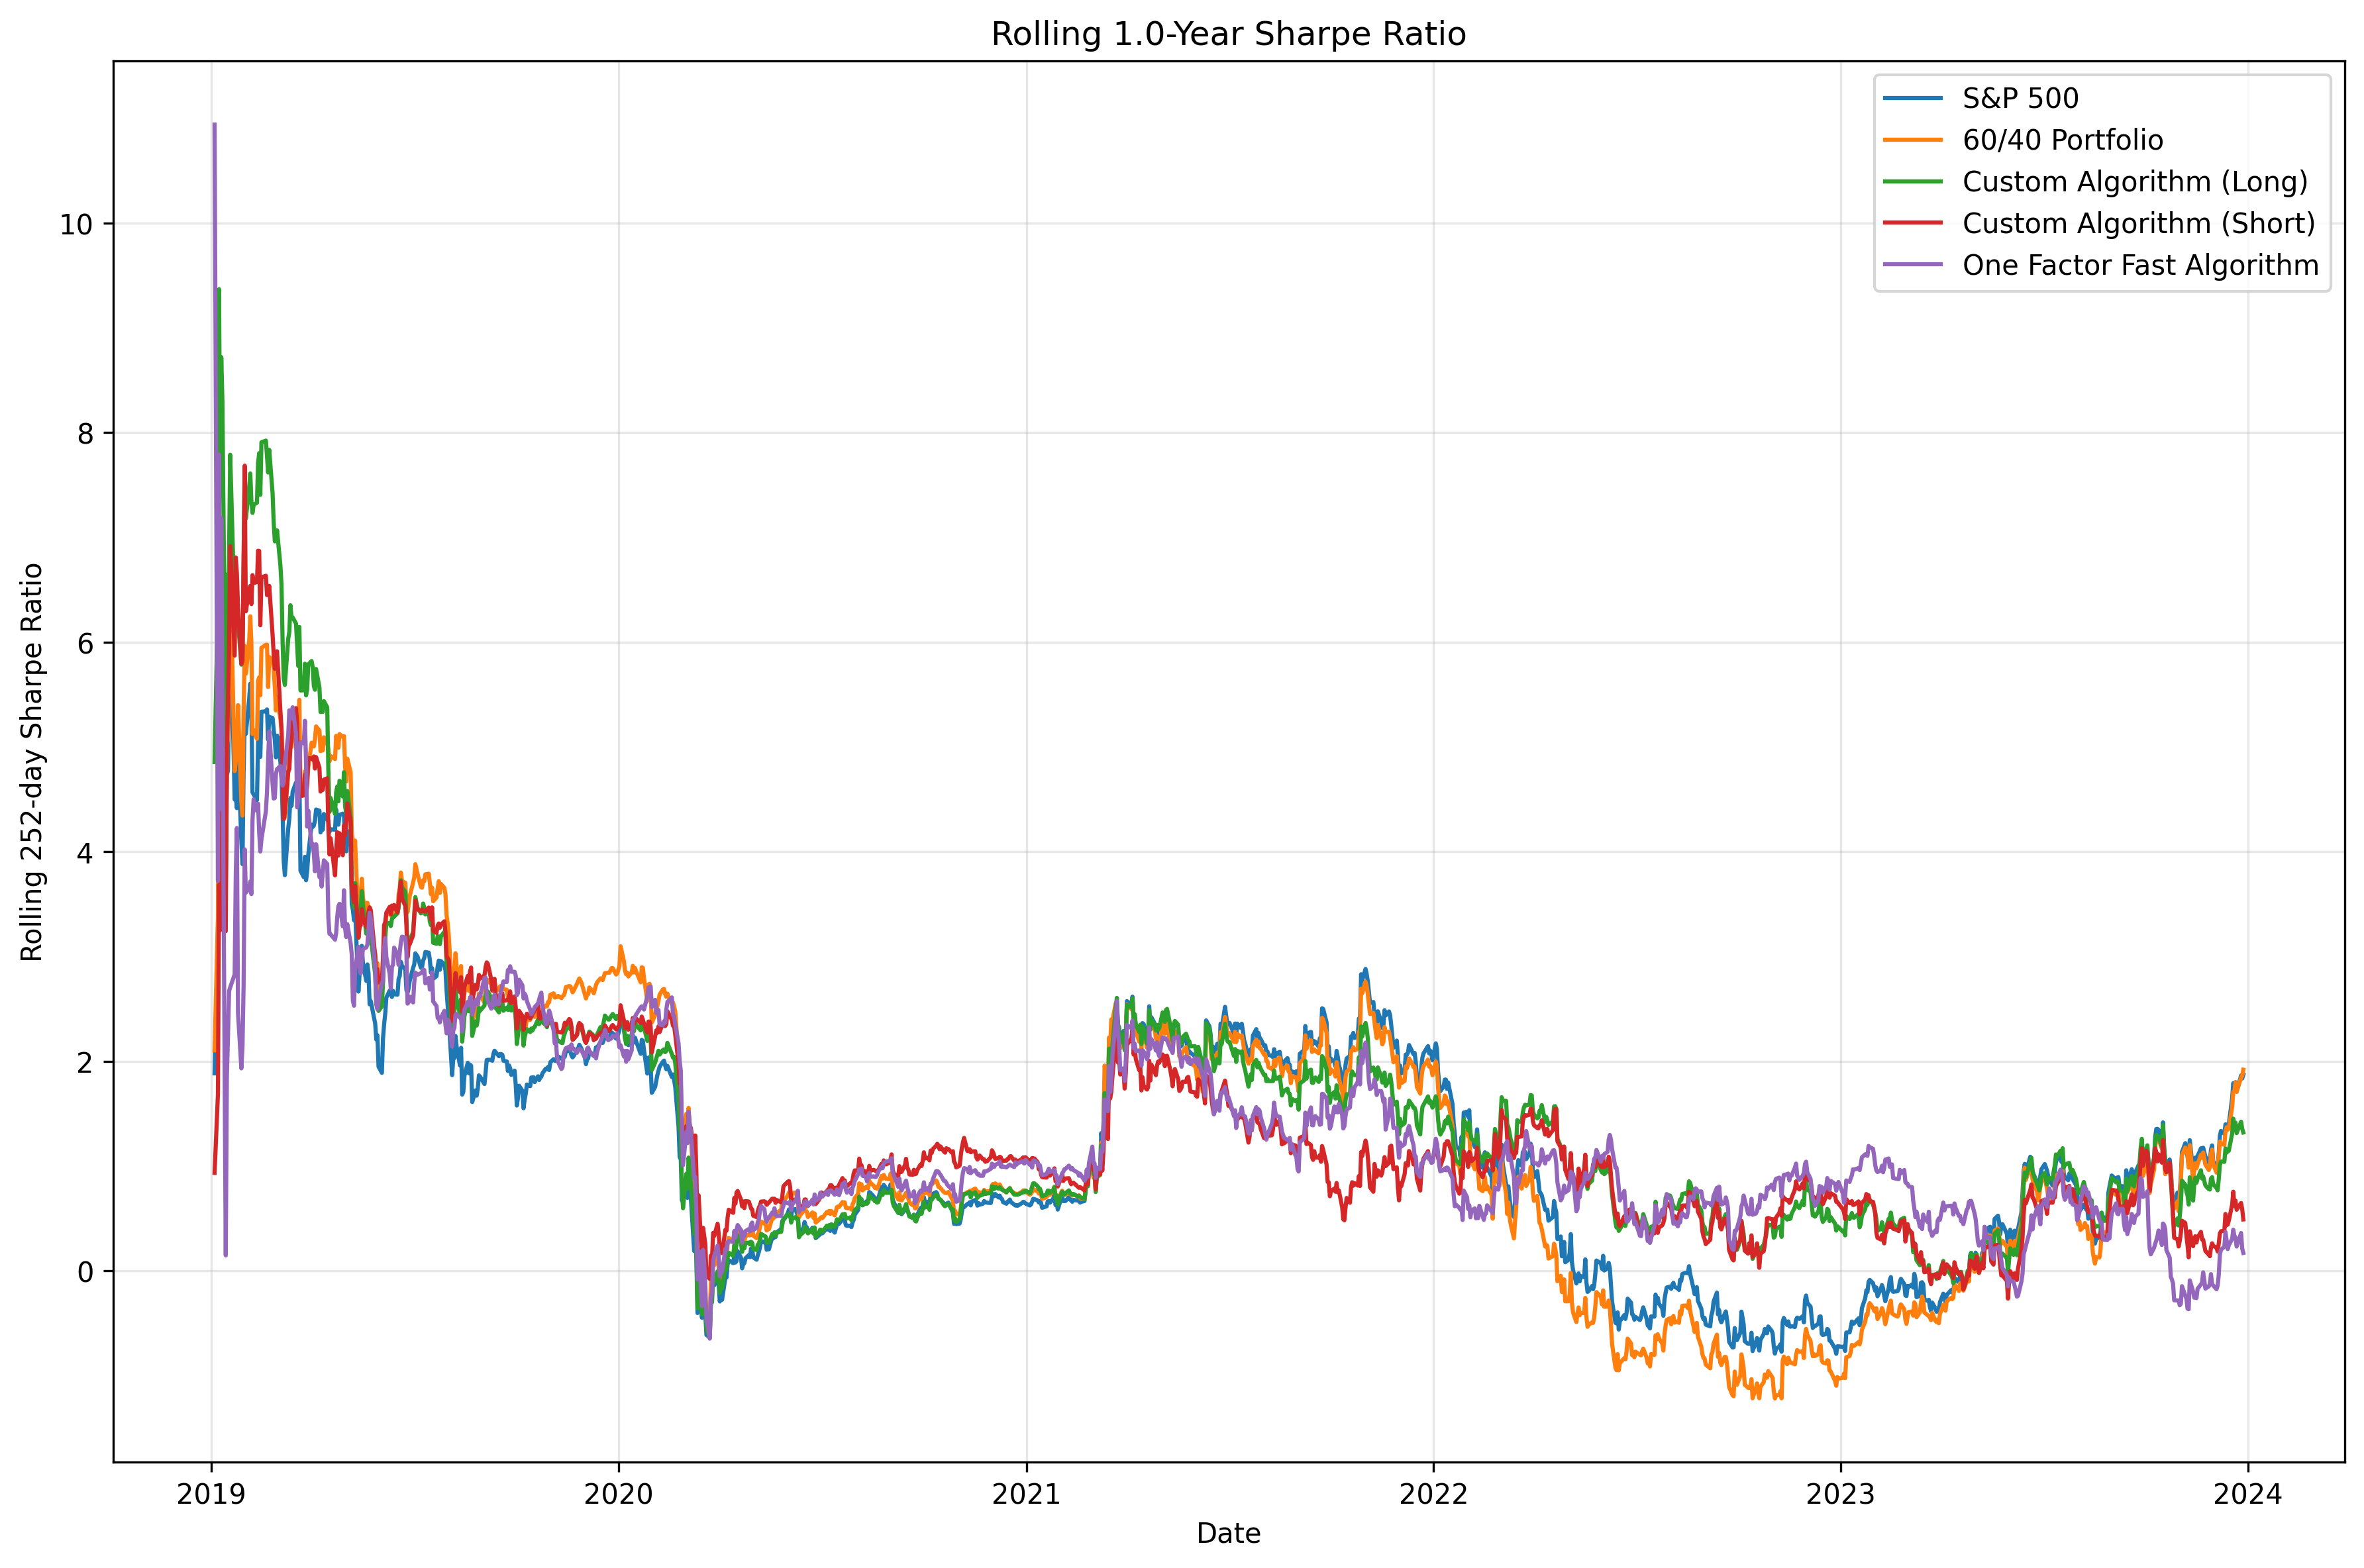 Rolling 1.0-Year Sharpe Ratio
S&P 500
60/40 Portfolio
Custom Algorithm (Long)
Custom Algorithm (Short)
One Factor Fast Algorithm
Rolling 252-day Sharpe Ratio
10
8
6
4
2
0
2019
2020
2021
2022
2023
2024
Date